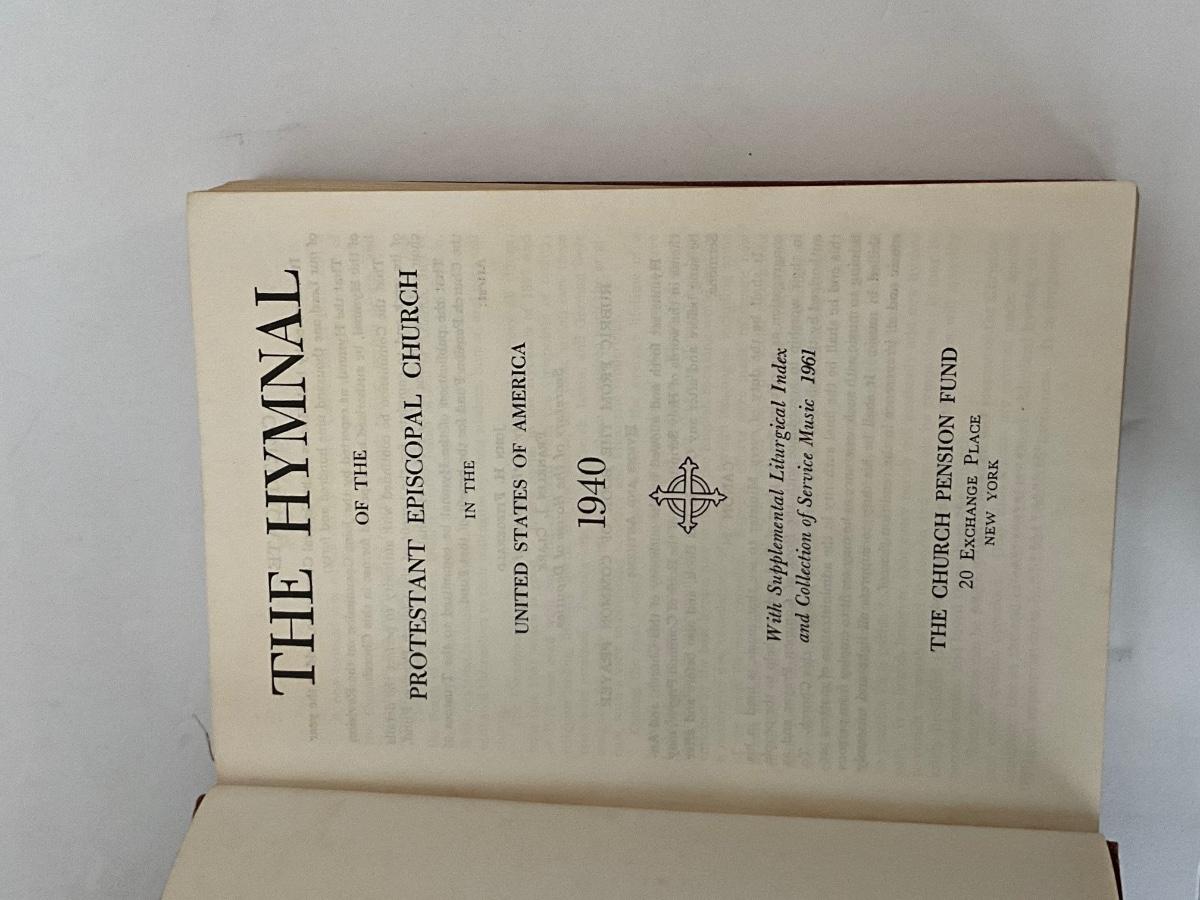 THE HYMNAL
OF THE
PROTESTANT EPISCOPAL CHURCH
IN THE
UNITED STATES OF AMERICA
1940
With Supplemental Liturgical Index
and Collection of Service Music 1961
THE CHURCH PENSION FUND
20 EXCHANGE PLACE
NEW YORK